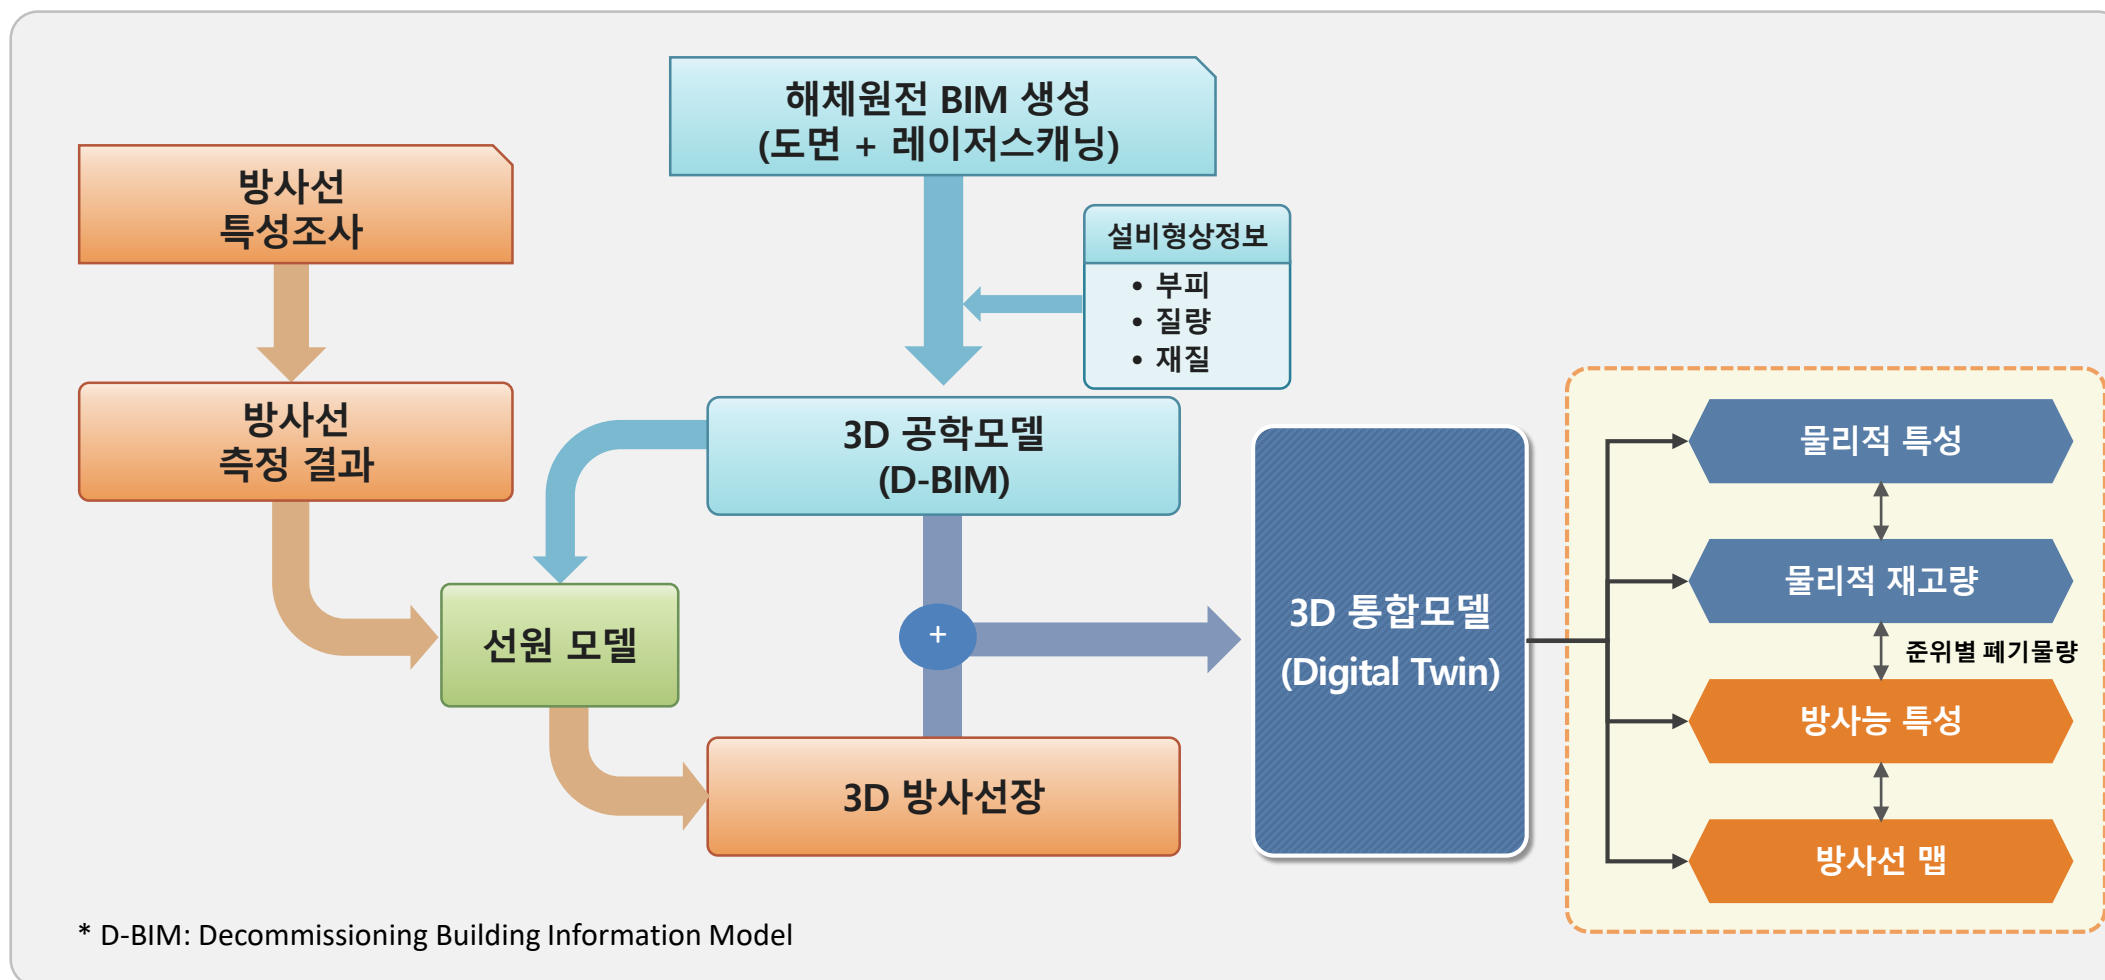 해체원전 BIM 생성
(도면 + 레이저스캐닝)
방사선
특성조사
설비형상정보
• 부피
• 질량
• 재질
방사선
측정 결과
3D 공학모델
(D-BIM)
선원 모델
+
3D 방사선장
3D 통합모델
(Digital Twin)
물리적 특성
물리적 재고량
준위별 폐기물량
방사능 특성
방사선 맵
* D-BIM: Decommissioning Building Information Model